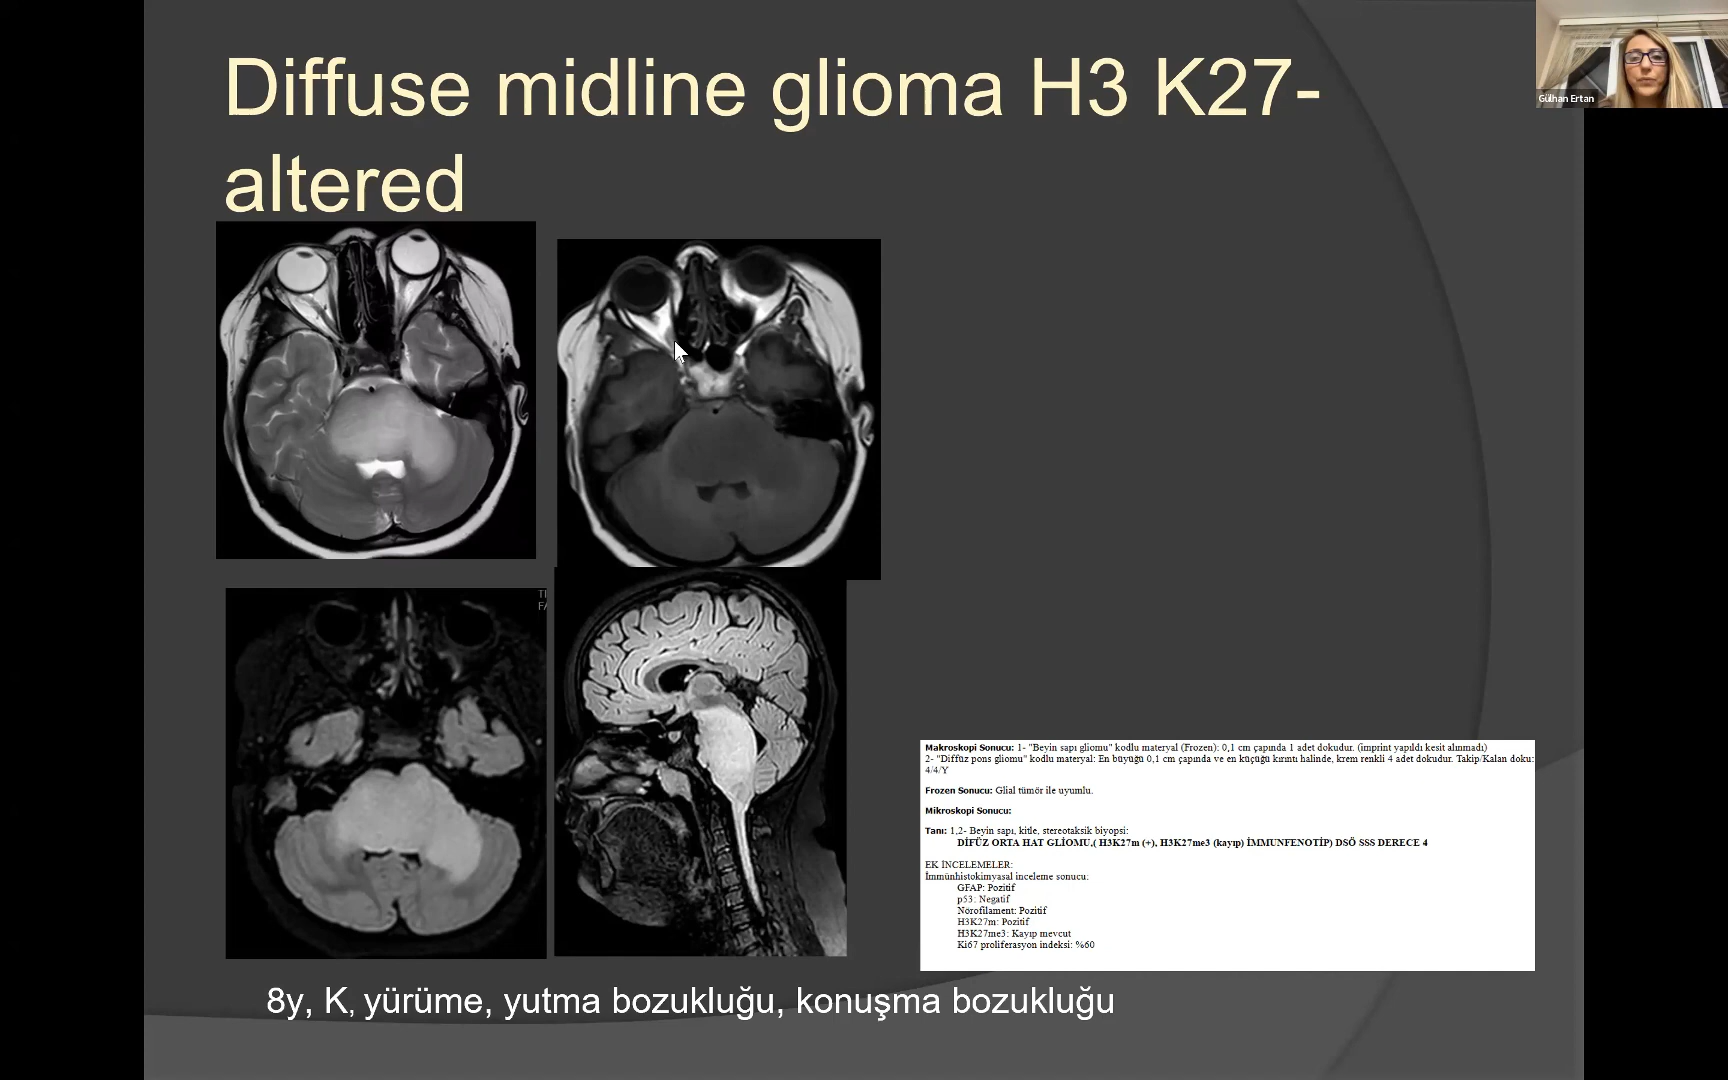 Diffuse midline glioma H3 K27-
altered
Gülhan Ertan
Makroskopi Sonucu: 1- "Beyin sapı gliomu" kodlu materyal (Frozen): 0,1 cm çapında 1 adet dokudur. (imprint yapıldı kesit alınmadı)
2- "Diffüz pons gliomu" kodlu materyal: En büyüğü 0,1 cm çapında ve en küçüğü kırıntı halinde, krem renkli 4 adet dokudur. Takip/Kalan doku:
4/4/Y
Frozen Sonucu: Glial tümör ile uyumlu.
Mikroskopi Sonucu:
Tanı: 1,2- Beyin sapı, kitle, stereotaksik biyopsi:
DİFÜZ ORTA HAT GLİOMU,( H3K27m (+), H3K27me3 (kayıp) İMMUNFENOTİP) DSÖ SSS DERECE 4
EK İNCELEMELER:
İmmünhistokimyasal inceleme sonucu:
GFAP: Pozitif
p53: Negatif
Nörofilament: Pozitif
H3K27m: Pozitif
H3K27me3: Kayıp mevcut
Ki67 proliferasyon indeksi: %60
8y, K, yürüme, yutma bozukluğu, konuşma bozukluğu